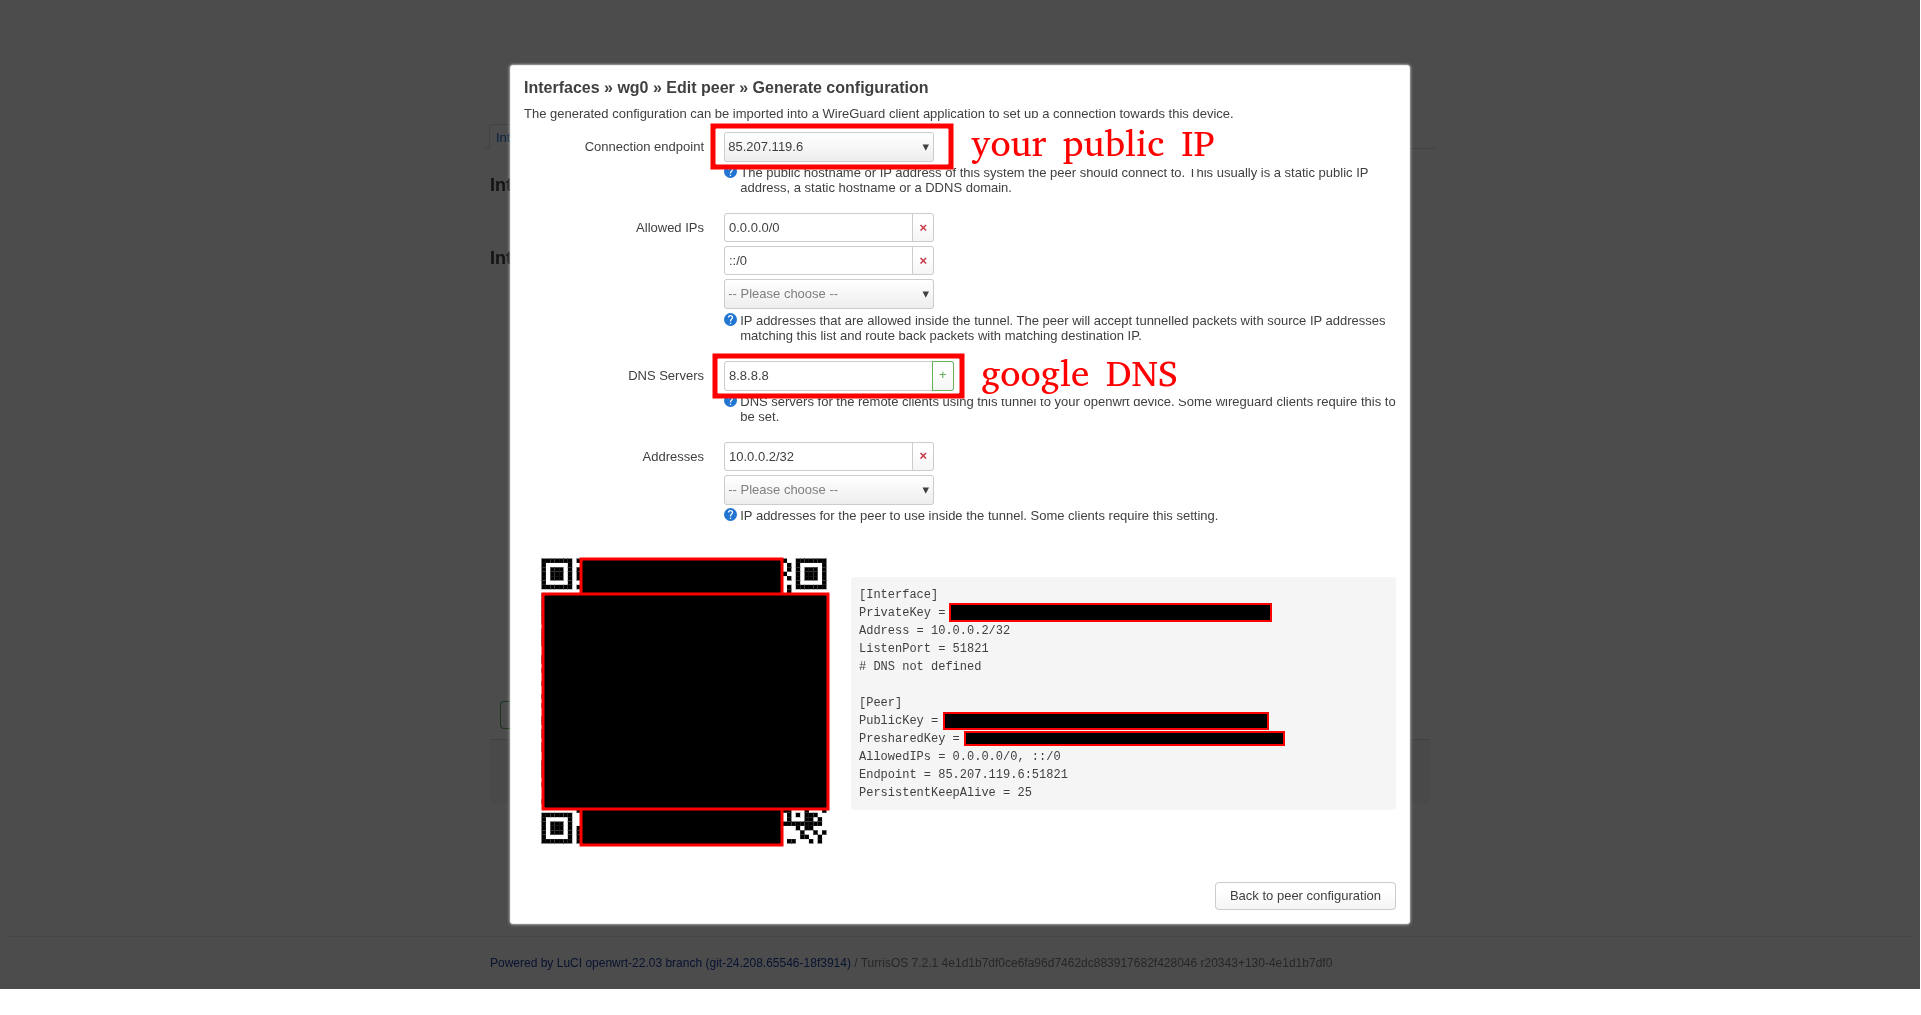 Interfaces » wg0 » Edit peer » Generate configuration
The generated configuration can be imported into a WireGuard client application to set up a connection towards this device.
Int
Connection endpoint
85.207.119.6
your public IP
The public hostname or IP address of this system the peer should connect to. This usually is a static public IP
address, a static hostname or a DDNS domain.
Int
Allowed IPs
0.0.0.0/0
×
Int
::/0
×
-- Please choose --
IP addresses that are allowed inside the tunnel. The peer will accept tunnelled packets with source IP addresses
matching this list and route back packets with matching destination IP.
DNS Servers
8.8.8.8
+
google DNS
DNS servers for the remote clients using this tunnel to your openwrt device. Some wireguard clients require this to
be set.
Addresses
10.0.0.2/32
×
-- Please choose --
IP addresses for the peer to use inside the tunnel. Some clients require this setting.
[Interface]
PrivateKey =
Address = 10.0.0.2/32
ListenPort = 51821
# DNS not defined
[Peer]
PublicKey =
PresharedKey =
AllowedIPs = 0.0.0.0/0, ::/0
Endpoint = 85.207.119.6:51821
PersistentKeepAlive = 25
Back to peer configuration
Powered by LuCI openwrt-22.03 branch (git-24.208.65546-18f3914) / TurrisOS 7.2.1 4e1d1b7df0ce6fa96d7462dc883917682f428046 r20343+130-4e1d1b7df0